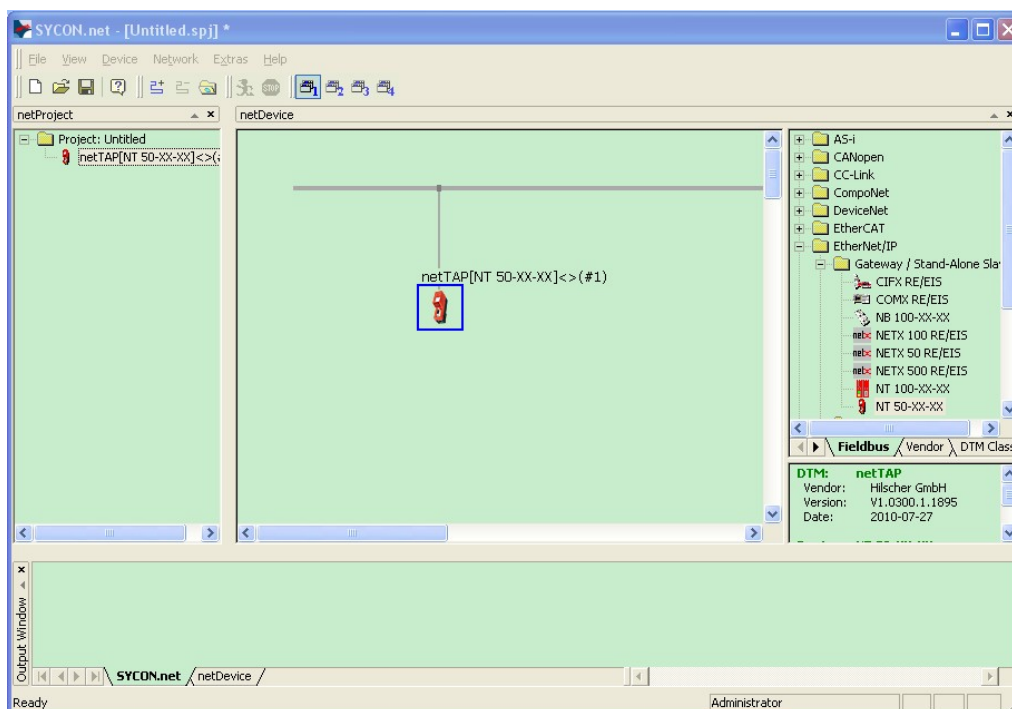 SYCON.net - [Untitled.spj] *
File View Device Network Extras Help
netProject
netDevice
Project: Untitled
netTAP[NT 50-XX-XX]<>(
netTAP[NT 50-XX-XX]<>(#1)
AS-i
CANopen
CC-Link
CompoNet
DeviceNet
EtherCAT
EtherNet/IP
Gateway / Stand-Alone Sla
CIFX RE/EIS
COMX RE/EIS
NB 100-XX-XX
NETX 100 RE/EIS
NETX 50 RE/EIS
NETX 500 RE/EIS
NT 100-XX-XX
NT 50-XX-XX
Fieldbus Vendor DTM Clas
DTM: netTAP
Vendor: Hilscher GmbH
Version: V1.0300.1.1895
Date: 2010-07-27
Output Window
SYCON.net netDevice
Ready
Administrator